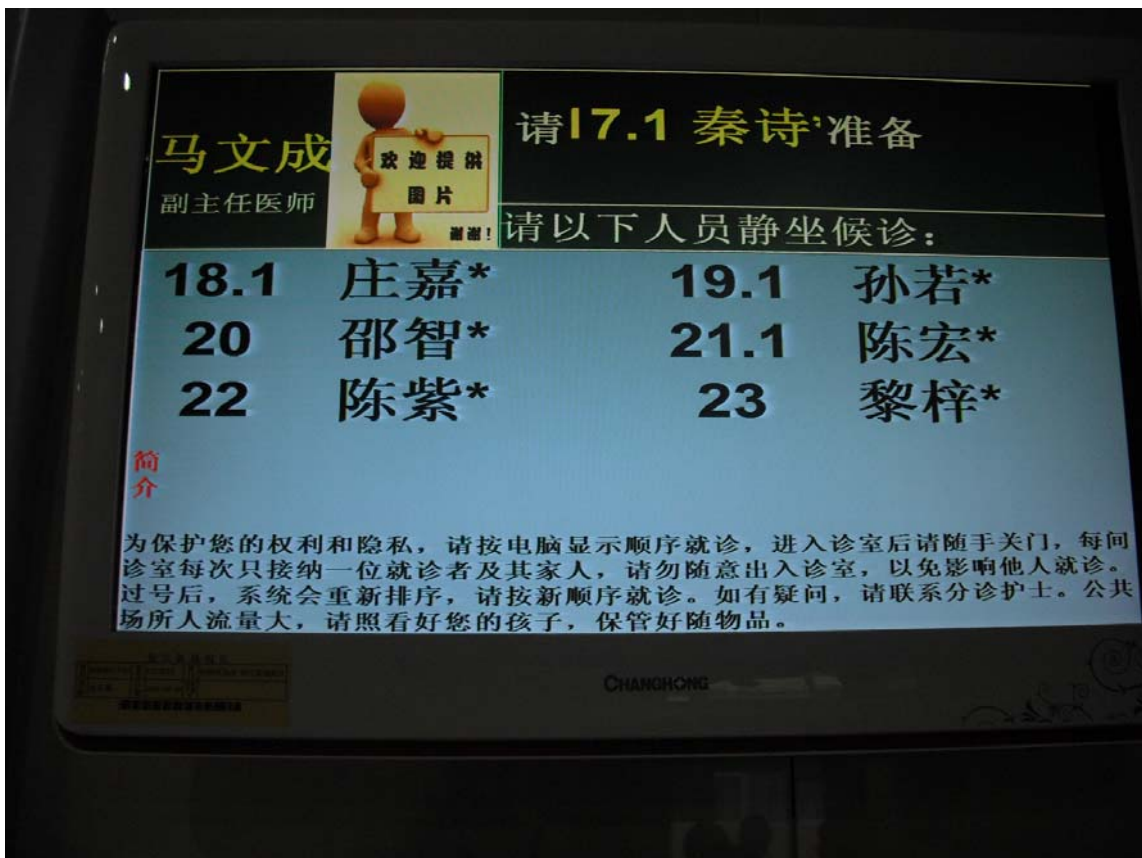 马文成
副主任医师
欢迎提供
图片
谢谢!
请17.1 秦诗*准备
请以下人员静坐候诊:
18.1 庄嘉* 19.1 孙若*
20 邵智* 21.1 陈宏*
22 陈紫* 23 黎梓*
简
介
为保护您的权利和隐私,请按电脑显示顺序就诊,进入诊室后请随手关门,每间
诊室每次只接纳一位就诊者及其家人,请勿随意出入诊室,以免影响他人就诊。
过号后,系统会重新排序,请按新顺序就诊。如有疑问,请联系分诊护士。公共
场所人流量大,请照看好您的孩子,保管好随物品。
CHANGHONG